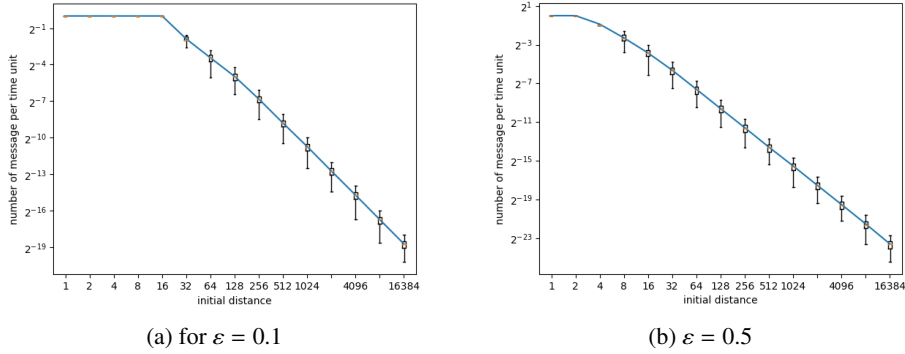 2⁻¹
2⁻⁴
2⁻⁷
2⁻¹⁰
2⁻¹³
2⁻¹⁶
2⁻¹⁹
number of message per time unit
1 2 4 8 16 32 64 128 256 512 1024 4096 16384
initial distance
(a) for ε = 0.1
2¹
2⁻³
2⁻⁷
2⁻¹¹
2⁻¹⁵
2⁻¹⁹
2⁻²³
number of message per time unit
1 2 4 8 16 32 64 128 256 512 1024 4096 16384
initial distance
(b) ε = 0.5